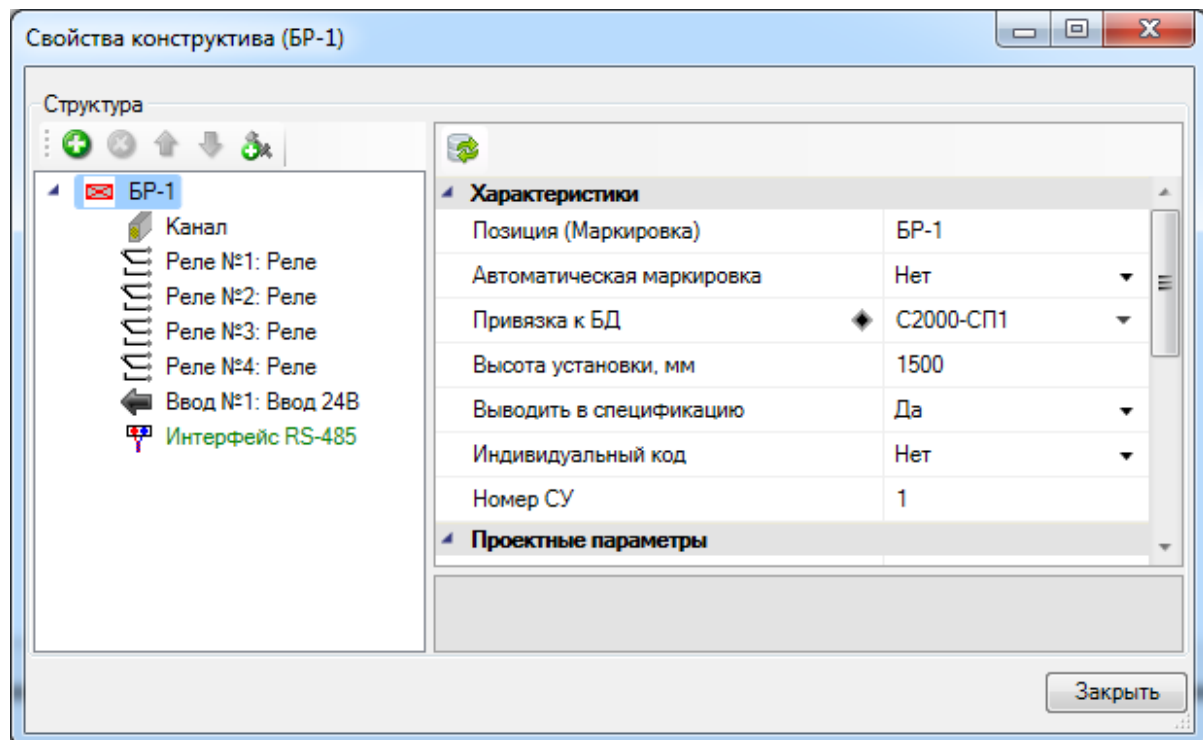 Свойства конструктива (БР-1)
Структура
БР-1
Канал
Реле №1: Реле
Реле №2: Реле
Реле №3: Реле
Реле №4: Реле
Ввод №1: Ввод 24В
Интерфейс RS-485
Характеристики
Позиция (Маркировка) БР-1
Автоматическая маркировка Нет
Привязка к БД С2000-СП1
Высота установки, мм 1500
Выводить в спецификацию Да
Индивидуальный код Нет
Номер СУ 1
Проектные параметры
Закрыть